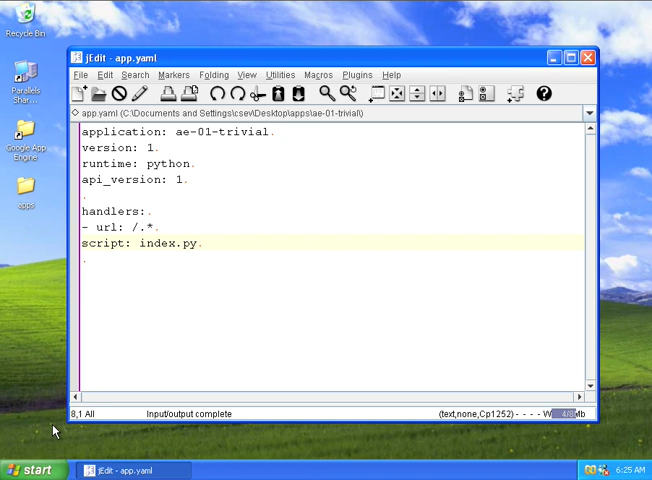 Recycle Bin
Parallels
Shar...
Google App
Engine
apps
jEdit - app.yaml
File Edit Search Markers Folding View Utilities Macros Plugins Help
app.yaml (C:\Documents and Settings\csev\Desktop\apps\ae-01-trivial\)
application: ae-01-trivial.
version: 1.
runtime: python.
api_version: 1.
.
handlers:.
- url: /.*.
script: index.py.
.
8,1 All Input/output complete (text,none,Cp1252) - - - - W 4/8Mb
start jEdit - app.yaml 6:25 AM